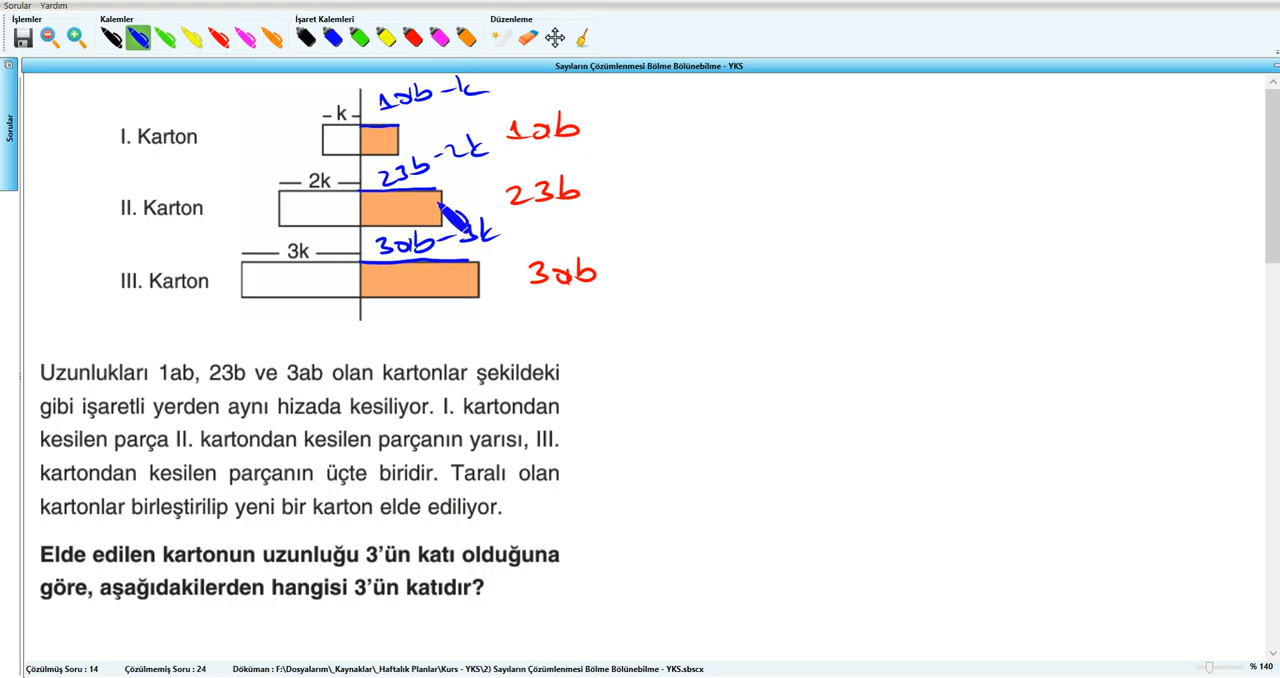 Sorular Yardım
İşlemler Kalemler İşaret Kalemleri Düzenleme
Sayıların Çözümlenmesi Bölme Bölünebilme - YKS
Sorular
1ab-k
k
I. Karton
1ab
23b-2k
2k
II. Karton
23b
3ab-3k
3k
III. Karton
3ab
Uzunlukları 1ab, 23b ve 3ab olan kartonlar şekildeki
gibi işaretli yerden aynı hizada kesiliyor. I. kartondan
kesilen parça II. kartondan kesilen parçanın yarısı, III.
kartondan kesilen parçanın üçte biridir. Taralı olan
kartonlar birleştirilip yeni bir karton elde ediliyor.
Elde edilen kartonun uzunluğu 3’ün katı olduğuna
göre, aşağıdakilerden hangisi 3’ün katıdır?
Çözülmüş Soru : 14 Çözülmemiş Soru : 24 Döküman : F:\Dosyalarım\_Kaynaklar\_Haftalık Planlar\Kurs - YKS\2) Sayıların Çözümlenmesi Bölme Bölünebilme - YKS.sbscx % 140